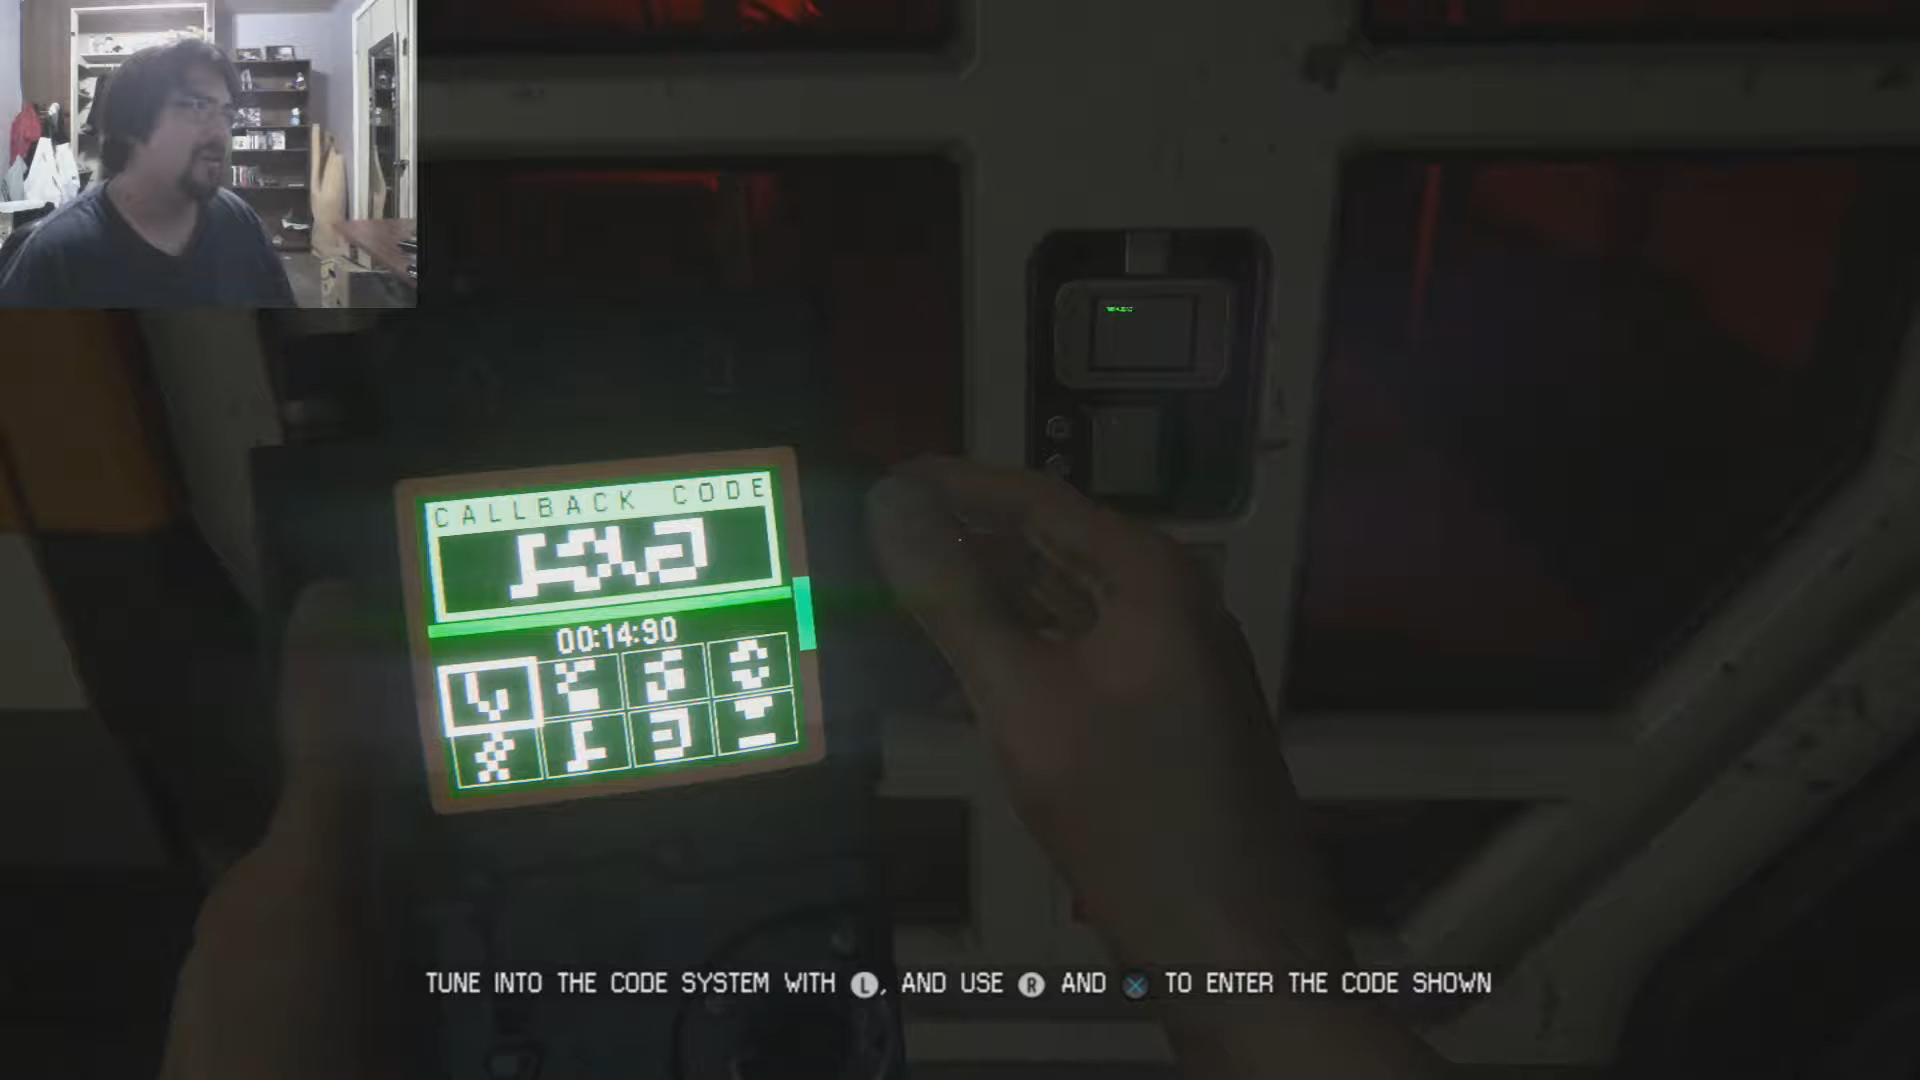 CALLBACK CODE
00:14:90
TUNE INTO THE CODE SYSTEM WITH L, AND USE R AND X TO ENTER THE CODE SHOWN